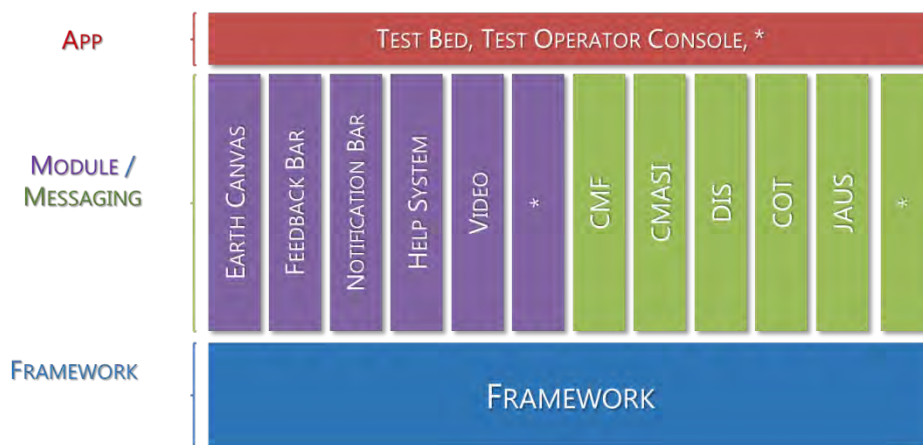 App
Test Bed, Test Operator Console, *
Module /
Messaging
Earth Canvas
Feedback Bar
Notification Bar
Help System
Video
*
CMF
CMASI
DIS
COT
JAUS
*
Framework
Framework